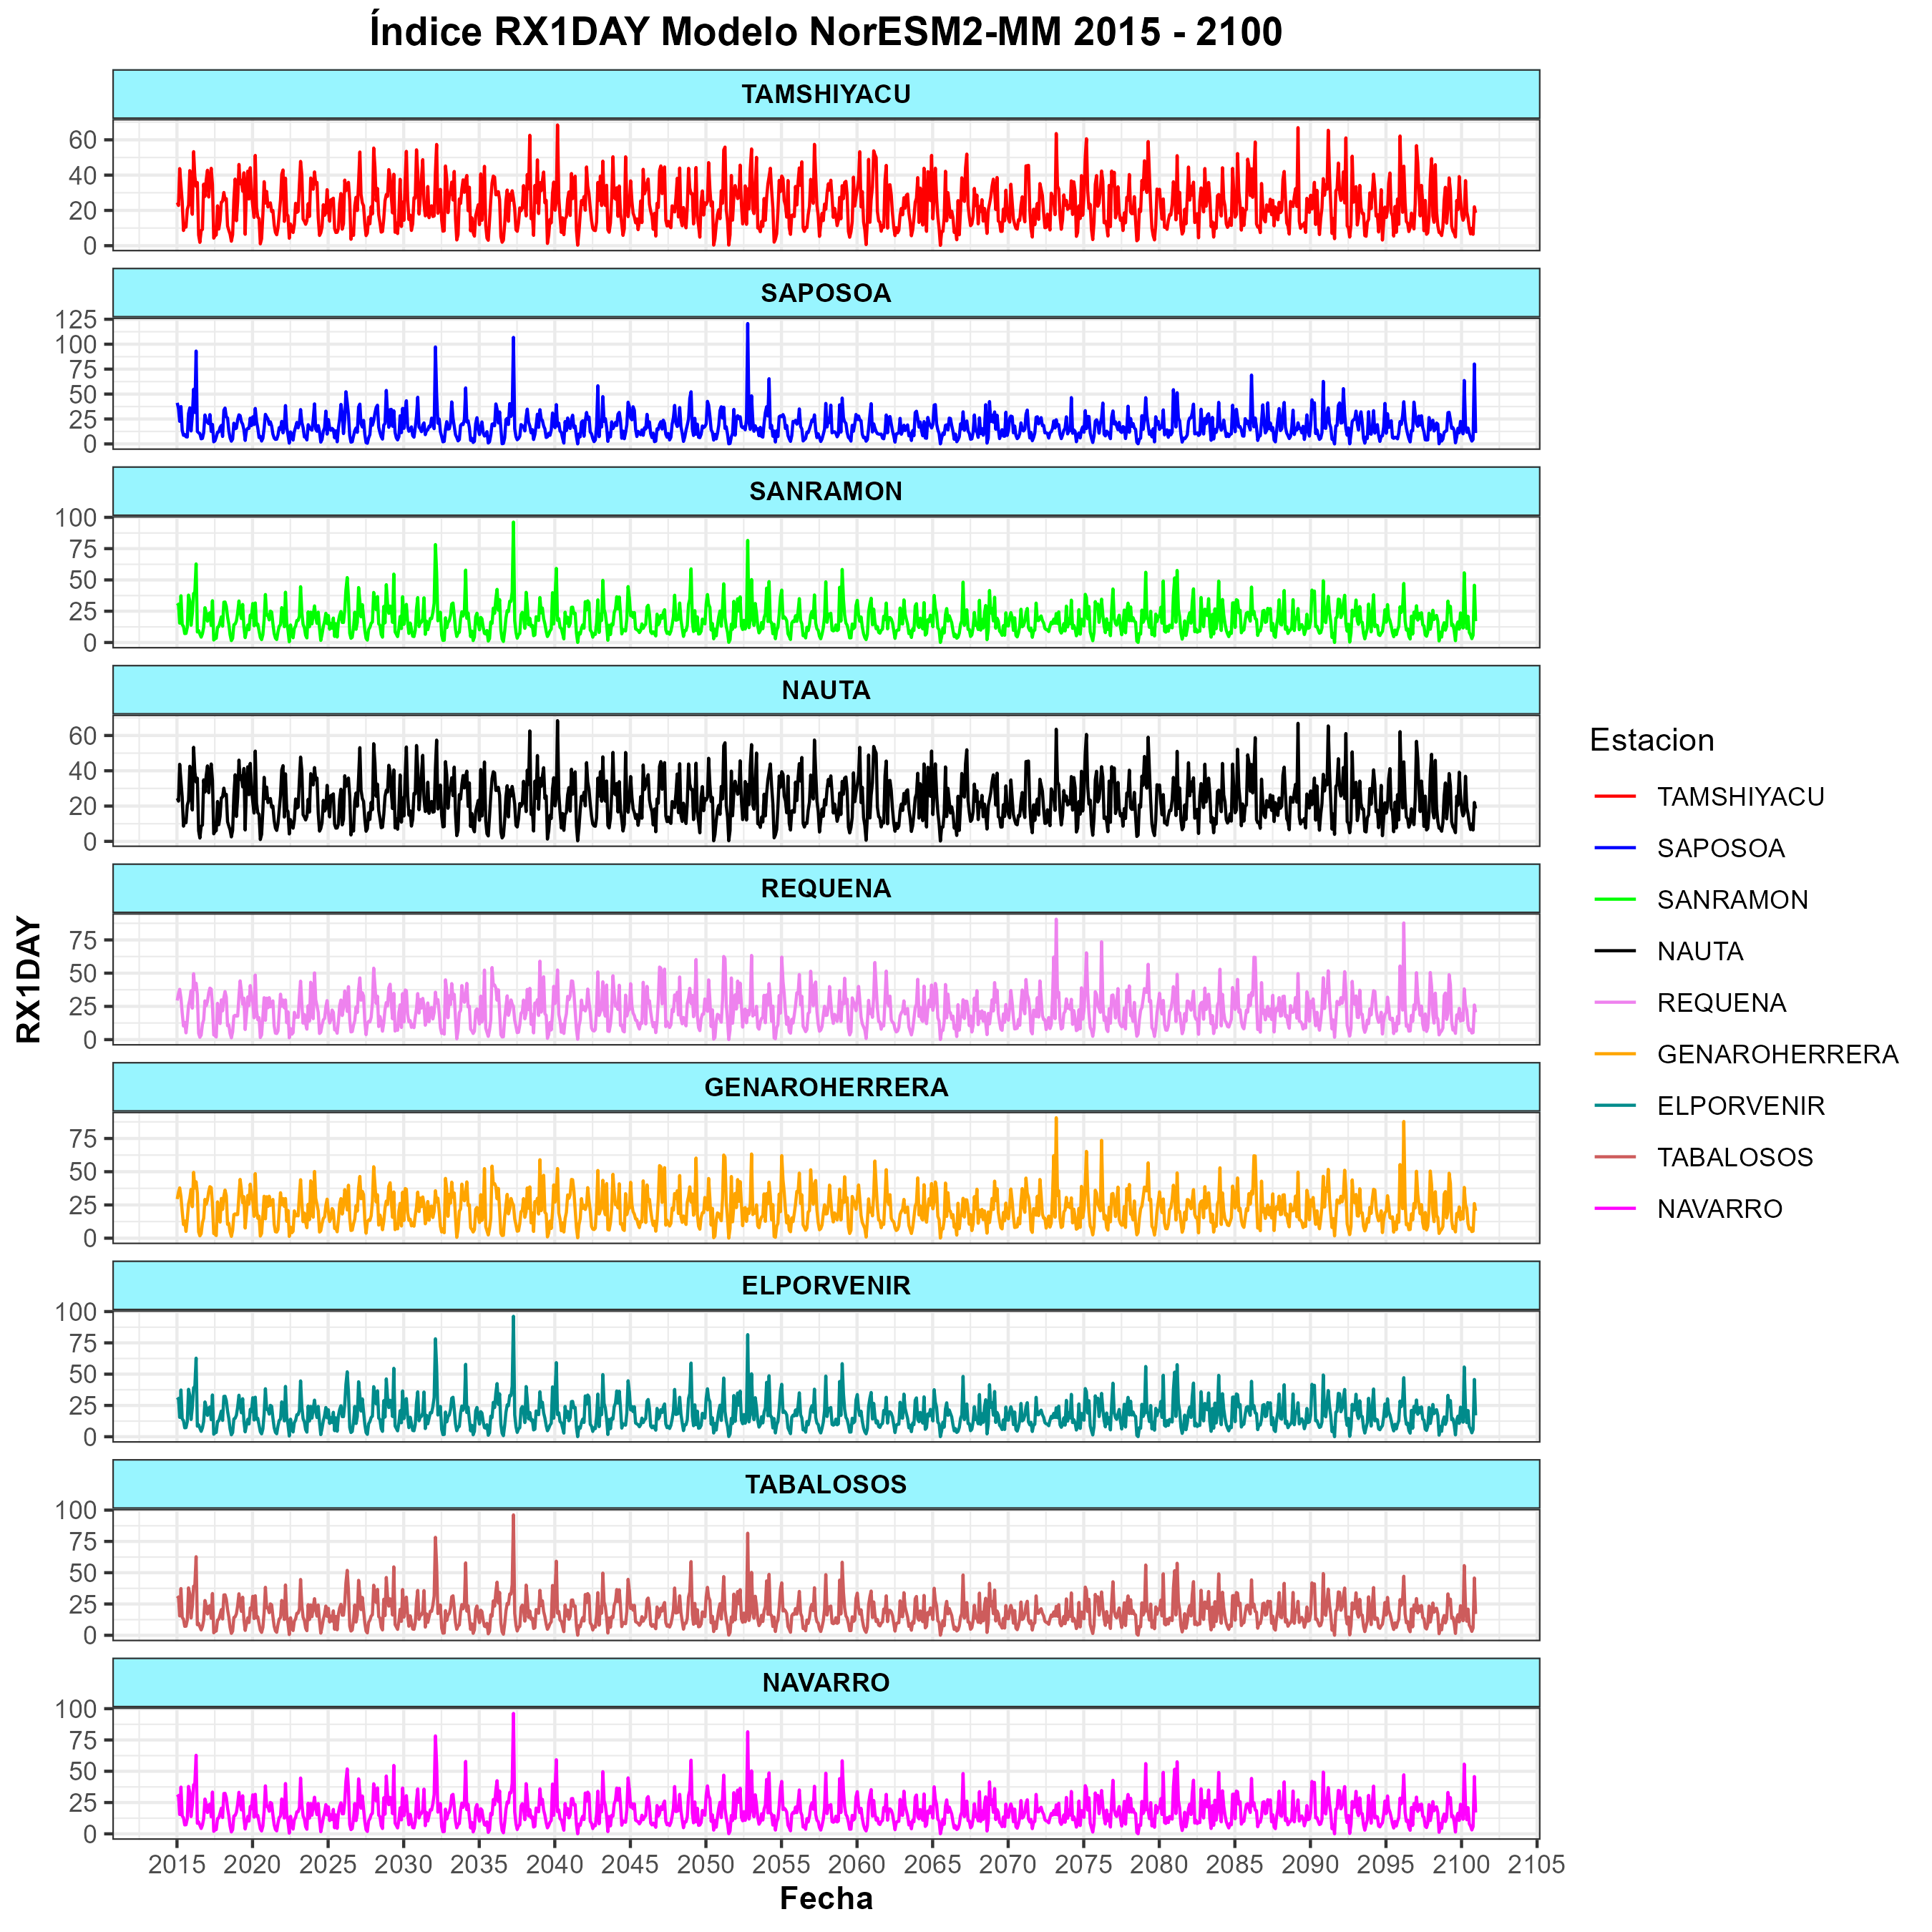 Índice RX1DAY Modelo NorESM2-MM 2015 - 2100
TAMSHIYACU
60
40
20
0
SAPOSOA
125
100
75
50
25
0
SANRAMON
100
75
50
25
0
NAUTA
60
40
20
0
REQUENA
75
50
25
0
GENAROHERRERA
75
50
25
0
ELPORVENIR
100
75
50
25
0
TABALOSOS
100
75
50
25
0
NAVARRO
100
75
50
25
0
2015 2020 2025 2030 2035 2040 2045 2050 2055 2060 2065 2070 2075 2080 2085 2090 2095 2100 2105
Fecha
RX1DAY
Estacion
TAMSHIYACU
SAPOSOA
SANRAMON
NAUTA
REQUENA
GENAROHERRERA
ELPORVENIR
TABALOSOS
NAVARRO